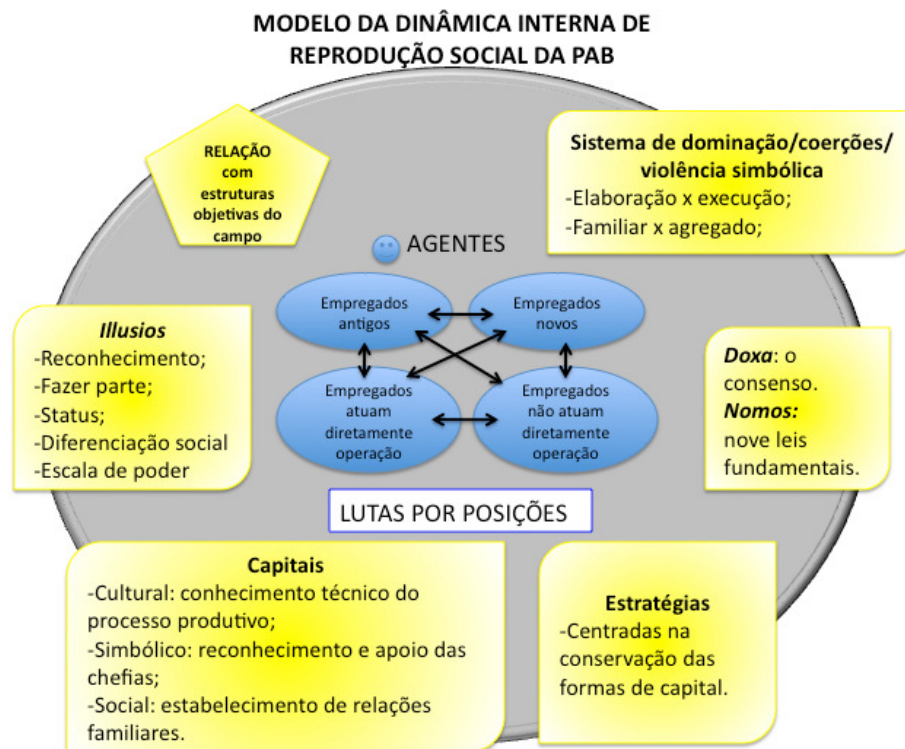 MODELO DA DINÂMICA INTERNA DE
REPRODUÇÃO SOCIAL DA PAB
RELAÇÃO
com
estruturas
objetivas do
campo
Sistema de dominação/coerções/
violência simbólica
-Elaboração x execução;
-Familiar x agregado;
AGENTES
Empregados
antigos
Empregados
novos
Empregados
atuam
diretamente
operação
Empregados
não atuam
diretamente
operação
Illusios
-Reconhecimento;
-Fazer parte;
-Status;
-Diferenciação social
-Escala de poder
Doxa: o
consenso.
Nomos:
nove leis
fundamentais.
LUTAS POR POSIÇÕES
Capitais
-Cultural: conhecimento técnico do
processo produtivo;
-Simbólico: reconhecimento e apoio das
chefias;
-Social: estabelecimento de relações
familiares.
Estratégias
-Centradas na
conservação das
formas de capital.